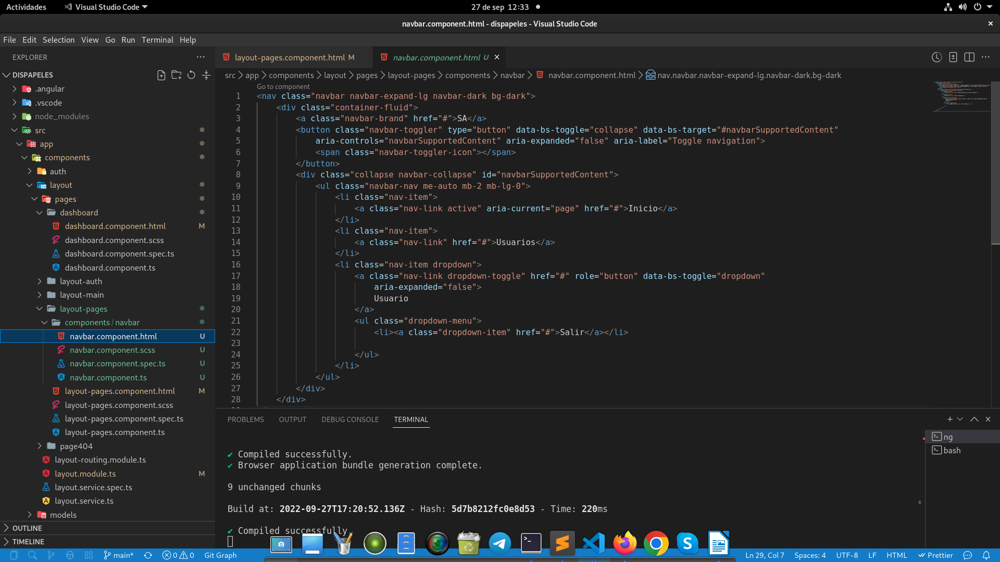 Actividades
Visual Studio Code
27 de sep 12:33
navbar.component.html - dispapeles - Visual Studio Code
File Edit Selection View Go Run Terminal Help
EXPLORER
DISPAPELES
.angular
.vscode
node_modules
src
app
components
auth
layout
pages
dashboard
dashboard.component.html M
dashboard.component.scss
dashboard.component.spec.ts
dashboard.component.ts
layout-auth
layout-main
layout-pages
components / navbar
navbar.component.html U
navbar.component.scss U
navbar.component.spec.ts U
navbar.component.ts U
layout-pages.component.html M
layout-pages.component.scss
layout-pages.component.spec.ts
layout-pages.component.ts
page404
layout-routing.module.ts
layout.module.ts M
layout.service.spec.ts
layout.service.ts
models
OUTLINE
TIMELINE
layout-pages.component.html M
navbar.component.html U
src > app > components > layout > pages > layout-pages > components > navbar > navbar.component.html > nav.navbar.navbar-expand-lg.navbar-dark.bg-dark
Go to component
1 <nav class="navbar navbar-expand-lg navbar-dark bg-dark">
2 <div class="container-fluid">
3 <a class="navbar-brand" href="#">SA</a>
4 <button class="navbar-toggler" type="button" data-bs-toggle="collapse" data-bs-target="#navbarSupportedContent"
5 aria-controls="navbarSupportedContent" aria-expanded="false" aria-label="Toggle navigation">
6 <span class="navbar-toggler-icon"></span>
7 </button>
8 <div class="collapse navbar-collapse" id="navbarSupportedContent">
9 <ul class="navbar-nav me-auto mb-2 mb-lg-0">
10 <li class="nav-item">
11 <a class="nav-link active" aria-current="page" href="#">Inicio</a>
12 </li>
13 <li class="nav-item">
14 <a class="nav-link" href="#">Usuarios</a>
15 </li>
16 <li class="nav-item dropdown">
17 <a class="nav-link dropdown-toggle" href="#" role="button" data-bs-toggle="dropdown"
18 aria-expanded="false">
19 Usuario
20 </a>
21 <ul class="dropdown-menu">
22 <li><a class="dropdown-item" href="#">Salir</a></li>
23
24 </ul>
25 </li>
26 </ul>
27 </div>
28 </div>
PROBLEMS OUTPUT DEBUG CONSOLE TERMINAL
ng
bash
✔ Compiled successfully.
✔ Browser application bundle generation complete.
9 unchanged chunks
Build at: 2022-09-27T17:20:52.136Z - Hash: 5d7b8212fc0e8d53 - Time: 220ms
✔ Compiled successfully.
main* 0 0 Git Graph
Ln 29, Col 7 Spaces: 4 UTF-8 LF HTML Prettier